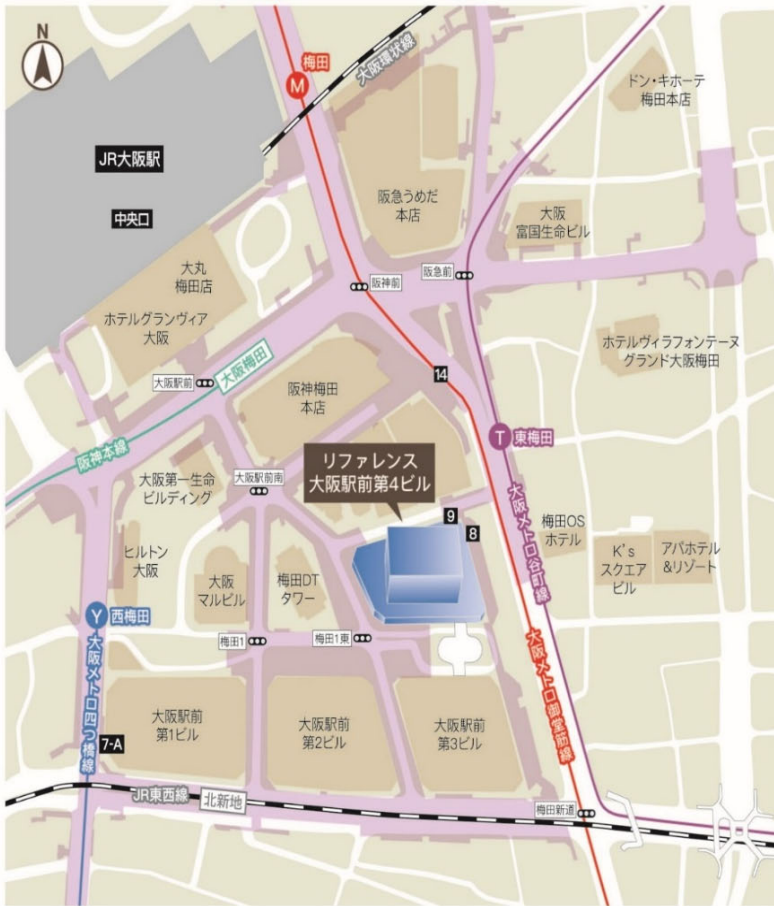 N
梅田
M
大阪環状線
ドン・キホーテ
梅田本店
JR大阪駅
中央口
阪急うめだ
本店
大阪
富国生命ビル
大丸
梅田店
阪神前
阪急前
ホテルグランヴィア
大阪
ホテルヴィラフォンテーヌ
グランド大阪梅田
大阪駅前
大阪梅田
阪神梅田
本店
14
T
東梅田
阪神本線
リファレンス
大阪駅前第4ビル
大阪第一生命
ビルディング
大阪駅前南
9
8
大阪メトロ谷町線
梅田OS
ホテル
K's
スクエア
ビル
アパホテル
&リゾート
ヒルトン
大阪
大阪
マルビル
梅田DT
タワー
Y
西梅田
梅田1
梅田1東
大阪メトロ四つ橋線
大阪メトロ御堂筋線
大阪駅前
第1ビル
大阪駅前
第2ビル
大阪駅前
第3ビル
7-A
JR東西線
北新地
梅田新道